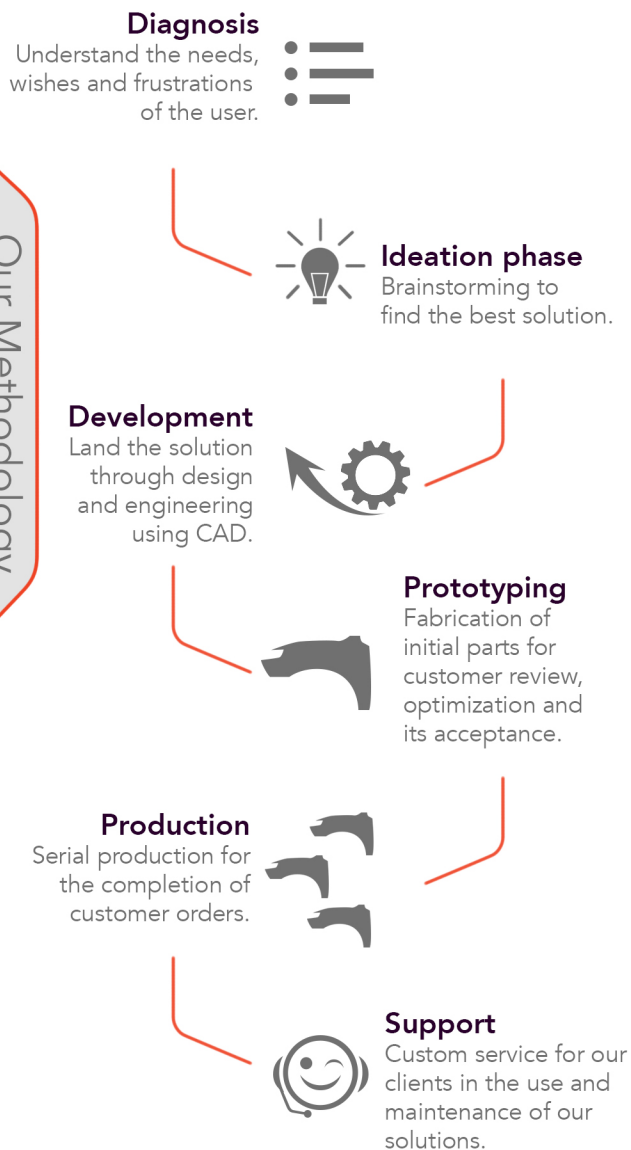 Diagnosis
Understand the needs,
wishes and frustrations
of the user.
Our Methodology
Ideation phase
Brainstorming to
find the best solution.
Development
Land the solution
through design
and engineering
using CAD.
Prototyping
Fabrication of
initial parts for
customer review,
optimization and
its acceptance.
Production
Serial production for
the completion of
customer orders.
Support
Custom service for our
clients in the use and
maintenance of our
solutions.